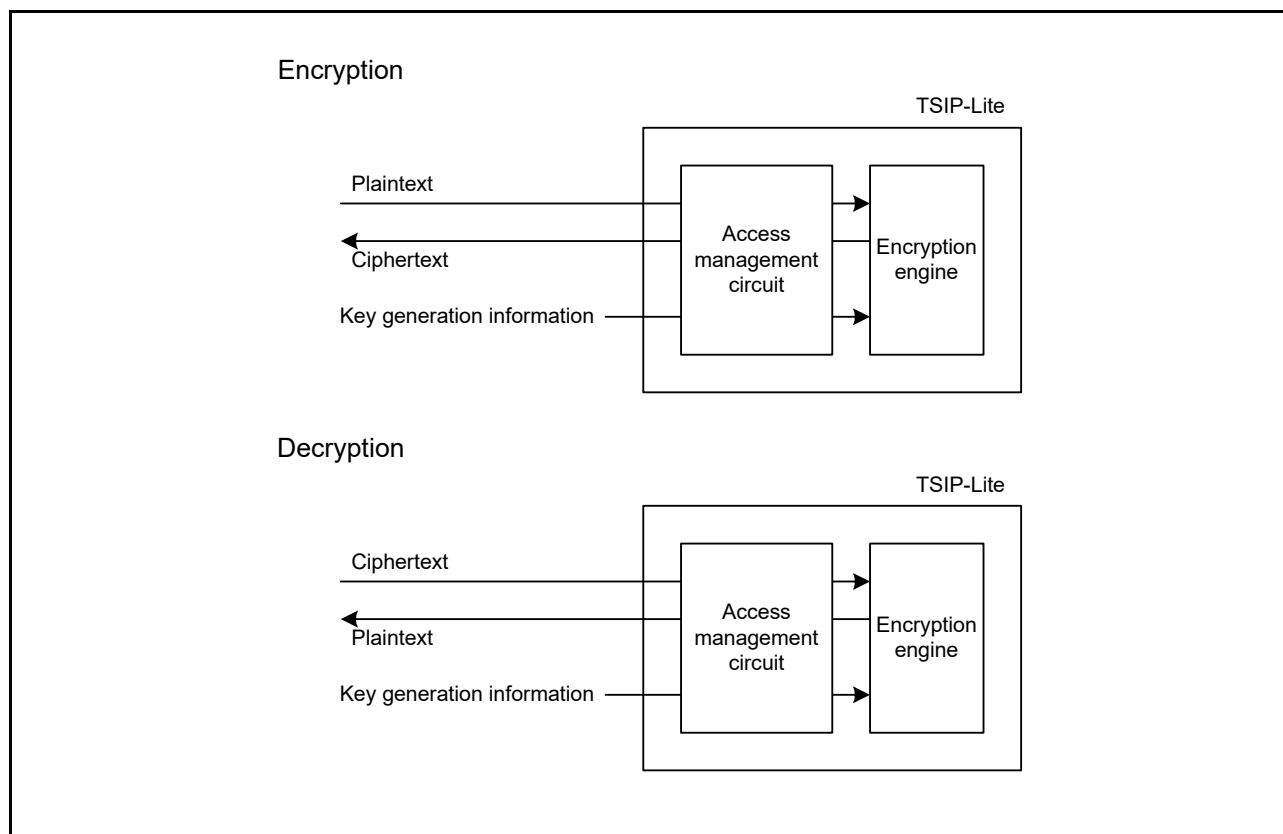 Encryption
TSIP-Lite
Plaintext
Ciphertext
Key generation information
Access
management
circuit
Encryption
engine
Decryption
TSIP-Lite
Ciphertext
Plaintext
Key generation information
Access
management
circuit
Encryption
engine